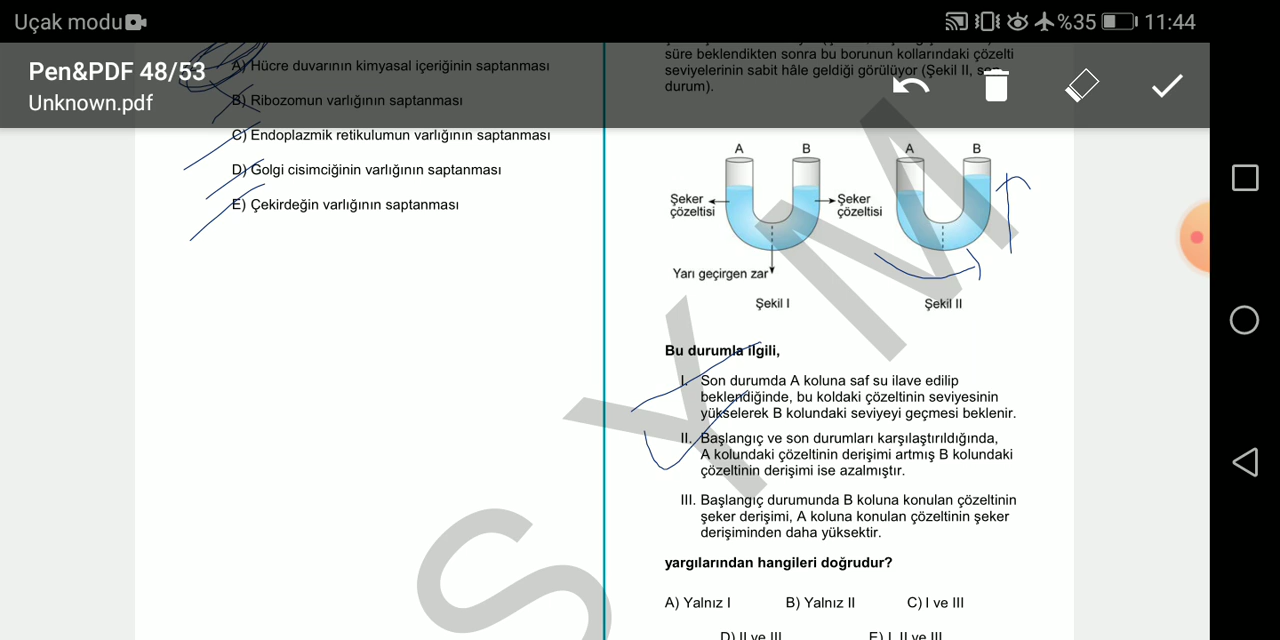 Uçak modu
%35
11:44
Pen&PDF 48/53
Unknown.pdf
A) Hücre duvarının kimyasal içeriğinin saptanması
B) Ribozomun varlığının saptanması
C) Endoplazmik retikulumun varlığının saptanması
D) Golgi cisimciğinin varlığının saptanması
E) Çekirdeğin varlığının saptanması
süre beklendikten sonra bu borunun kollarındaki çözelti
seviyelerinin sabit hâle geldiği görülüyor (Şekil II, son
durum).
A B A B
Şeker
çözeltisi
Şeker
çözeltisi
Yarı geçirgen zar
Şekil I Şekil II
Bu durumla ilgili,
I. Son durumda A koluna saf su ilave edilip
beklendiğinde, bu koldaki çözeltinin seviyesinin
yükselerek B kolundaki seviyeyi geçmesi beklenir.
II. Başlangıç ve son durumları karşılaştırıldığında,
A kolundaki çözeltinin derişimi artmış B kolundaki
çözeltinin derişimi ise azalmıştır.
III. Başlangıç durumunda B koluna konulan çözeltinin
şeker derişimi, A koluna konulan çözeltinin şeker
derişiminden daha yüksektir.
yargılarından hangileri doğrudur?
A) Yalnız I B) Yalnız II C) I ve III
D) II ve III E) I, II ve III
S Y M